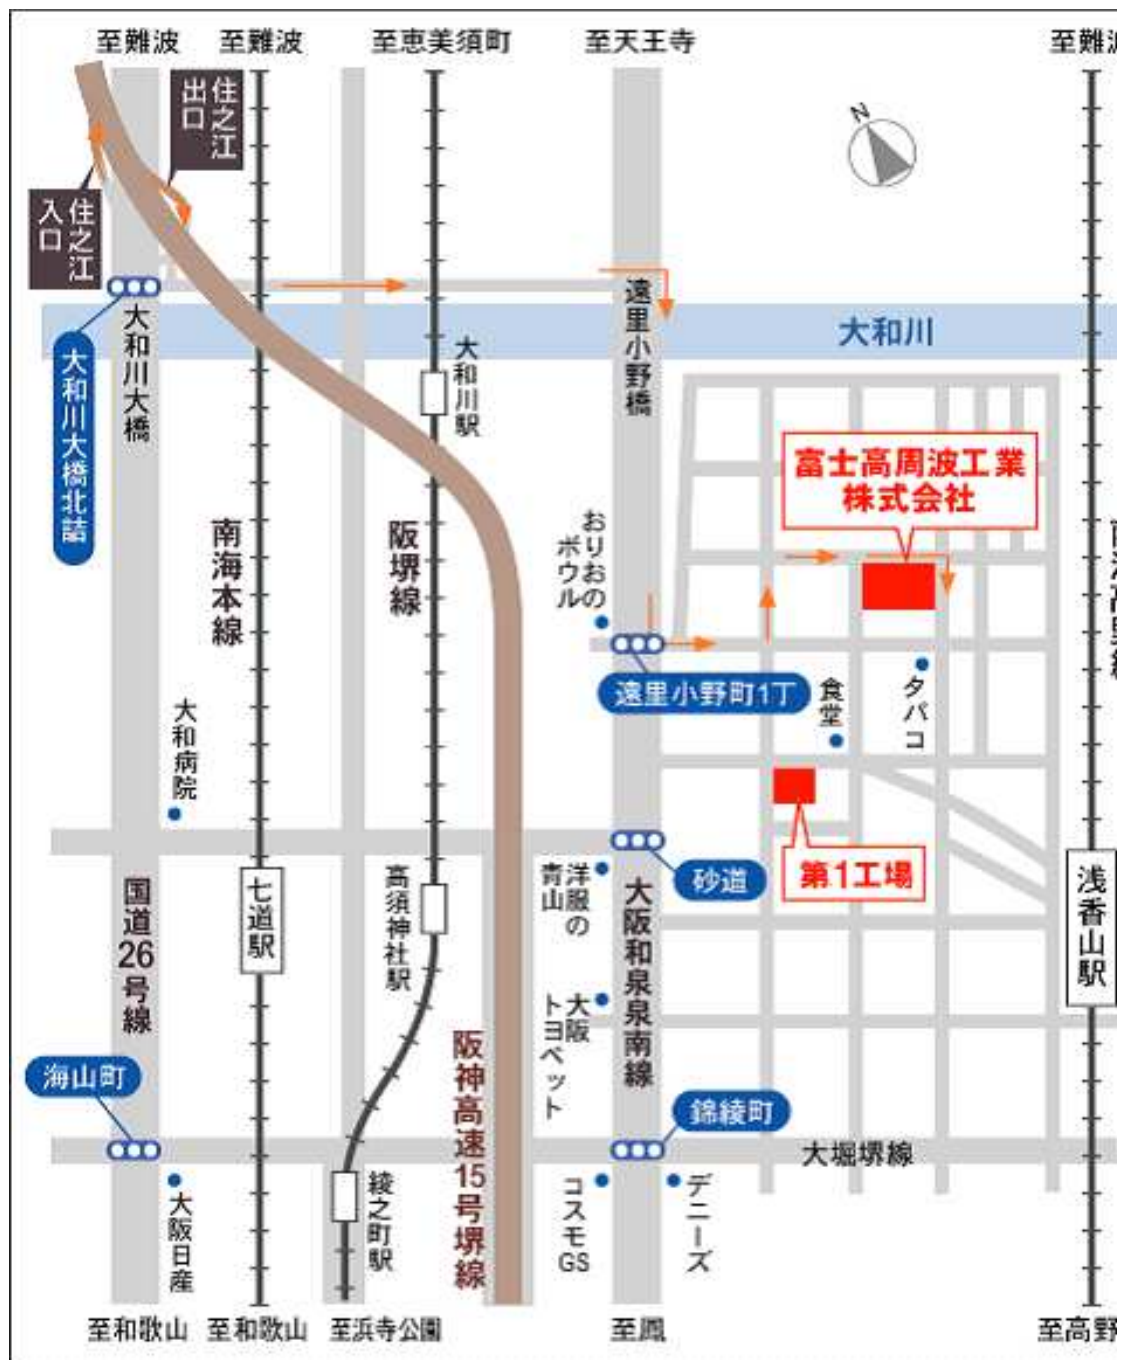 至難波
至難波
至恵美須町
至天王寺
至難波
N
住之江
出口
住之江
入口
大和川大橋
大和川大橋北詰
遠里小野橋
大和川
大和川駅
富士高周波工業
株式会社
南海本線
阪堺線
おりおの
ボウル
遠里小野町1丁
食堂
タバコ
大和病院
第1工場
砂道
国道26号線
七道駅
高須神社駅
洋服の
青山
大阪和泉泉南線
浅香山駅
大阪
トヨペット
阪神高速15号堺線
海山町
錦綾町
大堀堺線
大阪日産
綾之町駅
コスモGS
デニーズ
至和歌山
至和歌山
至浜寺公園
至鳳
至高野